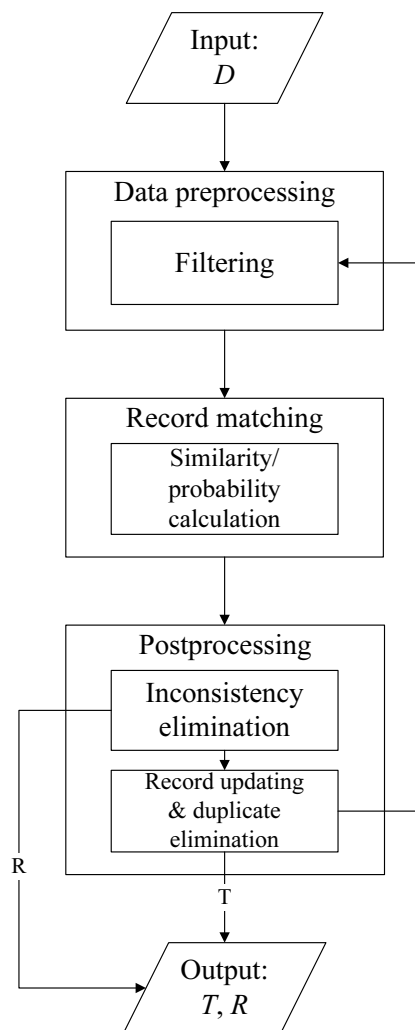 Input:
D
Data preprocessing
Filtering
Record matching
Similarity/
probability
calculation
Postprocessing
Inconsistency
elimination
Record updating
& duplicate
elimination
R
T
Output:
T, R